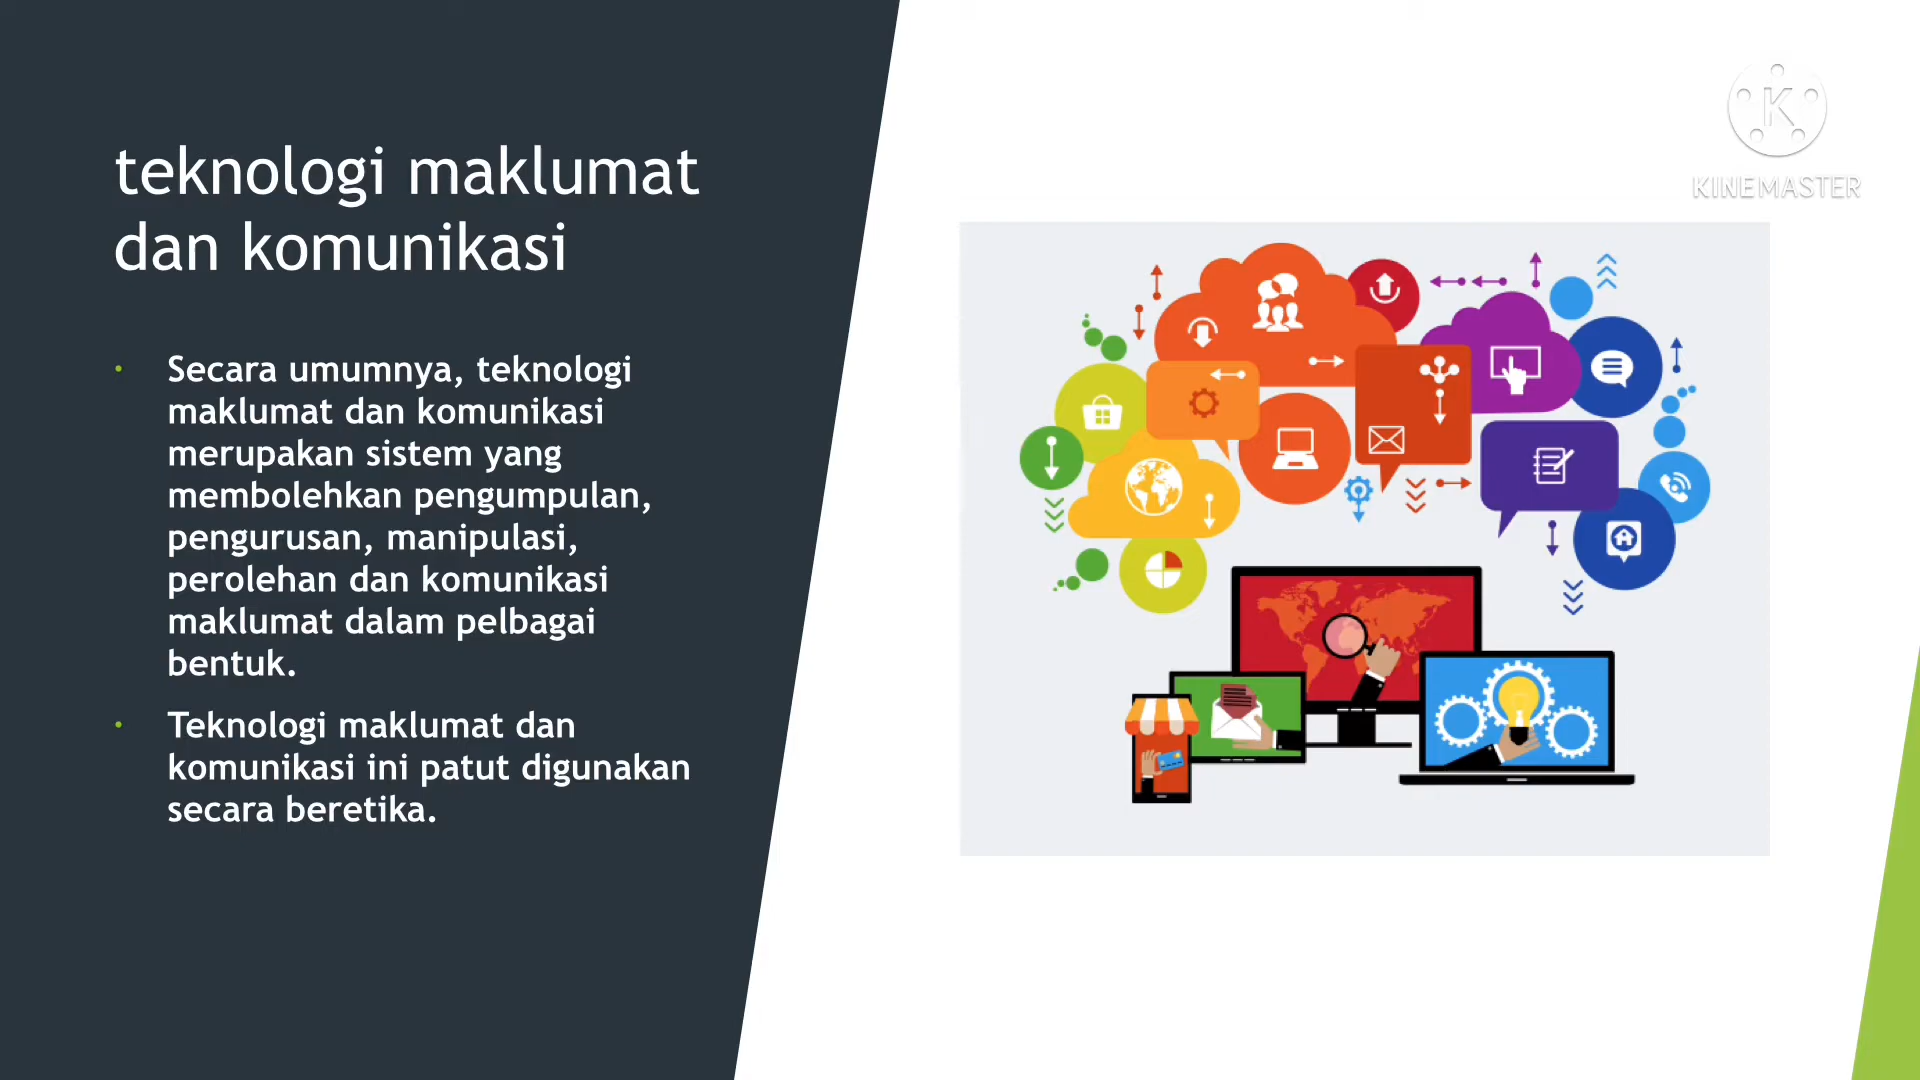 teknologi maklumat
dan komunikasi
Secara umumnya, teknologi
maklumat dan komunikasi
merupakan sistem yang
membolehkan pengumpulan,
pengurusan, manipulasi,
perolehan dan komunikasi
maklumat dalam pelbagai
bentuk.
Teknologi maklumat dan
komunikasi ini patut digunakan
secara beretika.
K
KINEMASTER